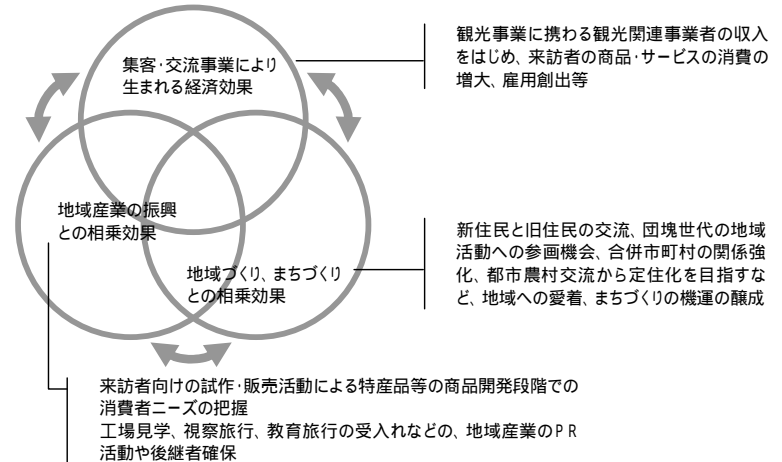 集客・交流事業により
生まれる経済効果
観光事業に携わる観光関連事業者の収入
をはじめ、来訪者の商品・サービスの消費の
増大、雇用創出等
地域産業の振興
との相乗効果
地域づくり、まちづくり
との相乗効果
新住民と旧住民の交流、団塊世代の地域
活動への参画機会、合併市町村の関係強
化、都市農村交流から定住化を目指すな
ど、地域への愛着、まちづくりの機運の醸成
来訪者向けの試作・販売活動による特産品等の商品開発段階での
消費者ニーズの把握
工場見学、視察旅行、教育旅行の受入れなどの、地域産業のPR
活動や後継者確保